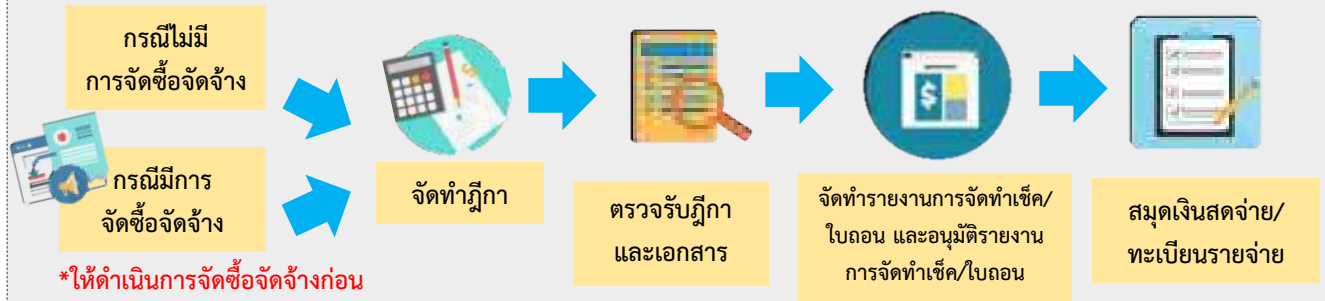 กรณีไม่มี
การจัดซื้อจัดจ้าง
กรณีมีการ
จัดซื้อจัดจ้าง
*ให้ดำเนินการจัดซื้อจัดจ้างก่อน
จัดทำฎีกา
ตรวจรับฎีกา
และเอกสาร
จัดทำรายงานการจัดทำเช็ค/
ใบถอน และอนุมัติรายงาน
การจัดทำเช็ค/ใบถอน
สมุดเงินสดจ่าย/
ทะเบียนรายจ่าย